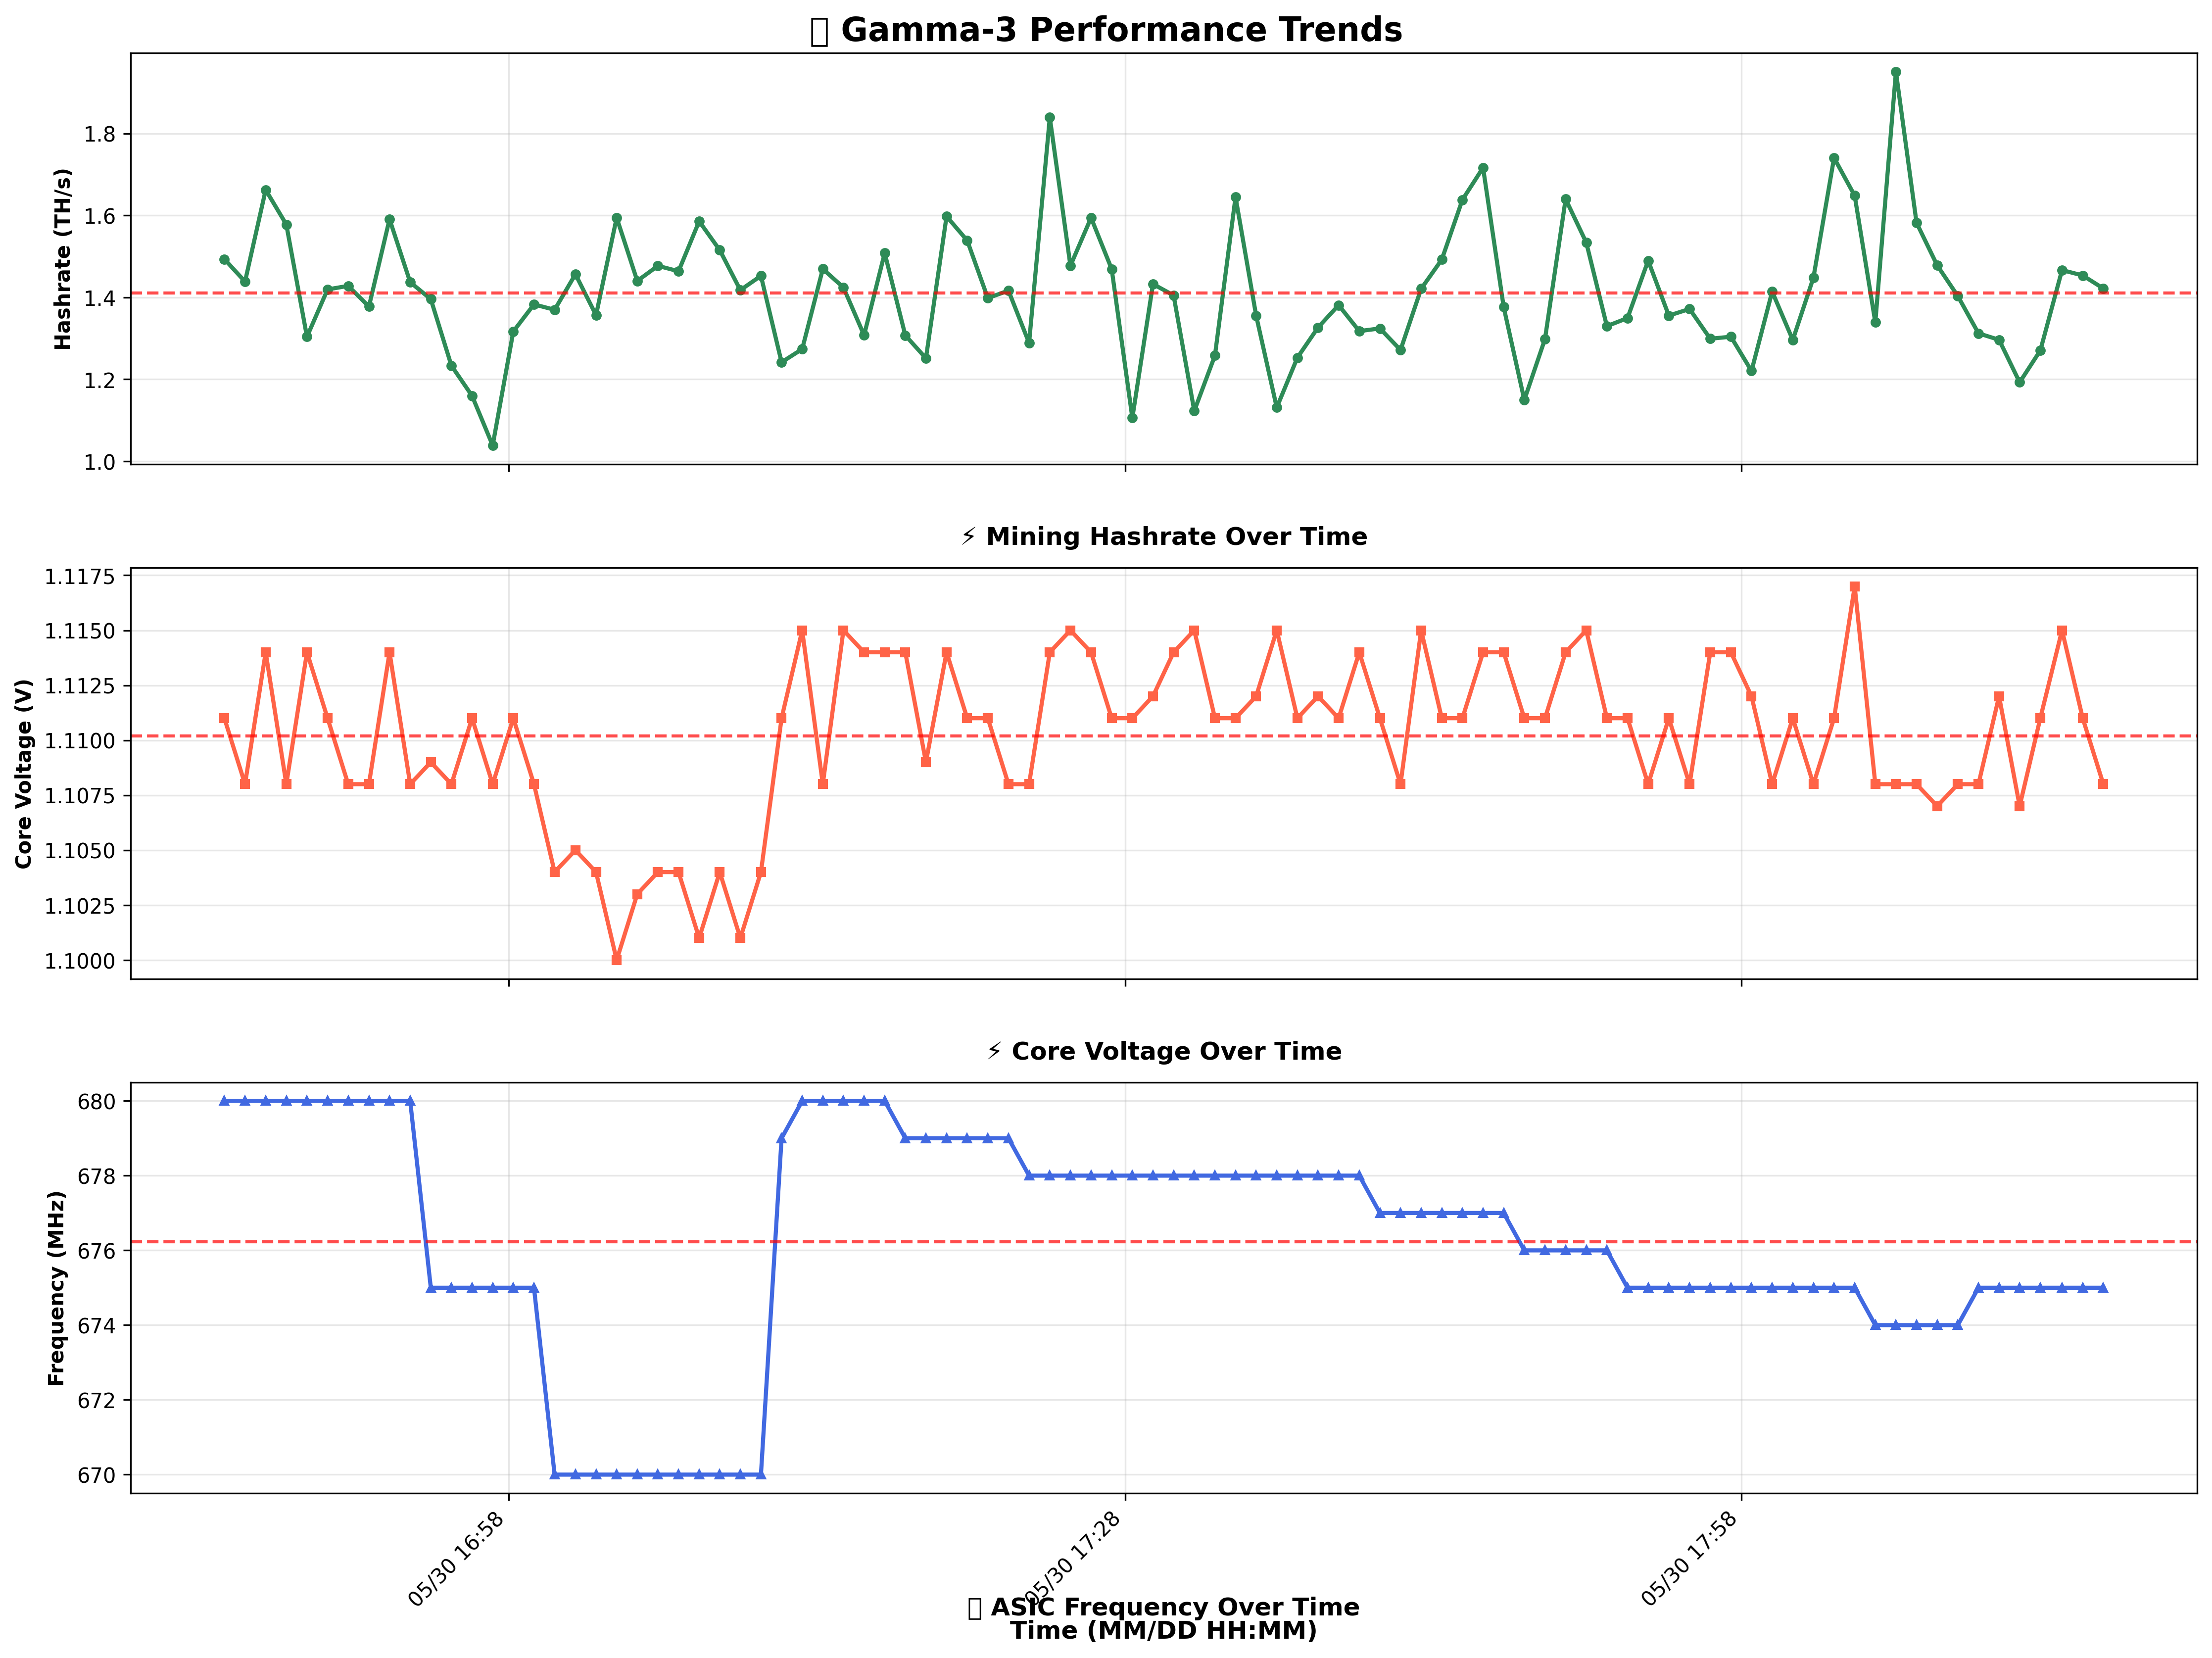 ▯ Gamma-3 Performance Trends
Hashrate (TH/s)
1.8
1.6
1.4
1.2
1.0
⚡ Mining Hashrate Over Time
Core Voltage (V)
1.1175
1.1150
1.1125
1.1100
1.1075
1.1050
1.1025
1.1000
⚡ Core Voltage Over Time
Frequency (MHz)
680
678
676
674
672
670
05/30 16:58
05/30 17:28
05/30 17:58
▯ ASIC Frequency Over Time
Time (MM/DD HH:MM)